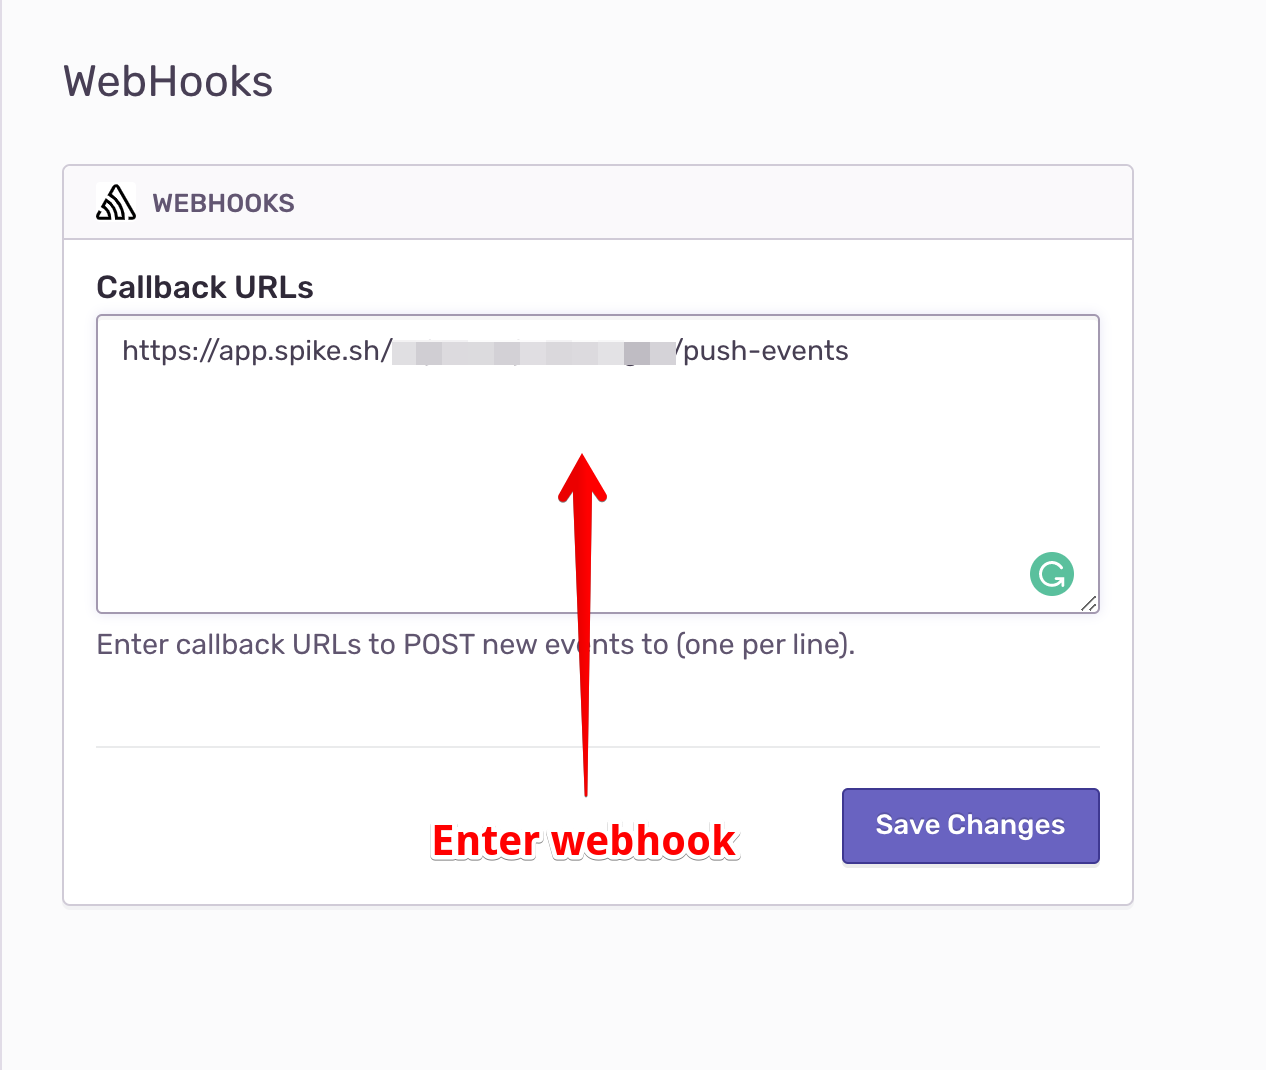 WebHooks
WEBHOOKS
Callback URLs
https://app.spike.sh/ /push-events
Enter callback URLs to POST new events to (one per line).
Enter webhook
Save Changes